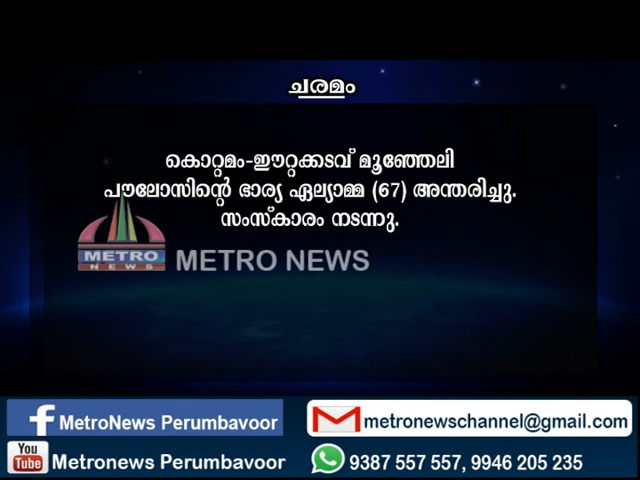 ചരമം
കൊറ്റമം-ഈറ്റക്കടവ് മൂഞ്ഞേലി
പൗലോസിന്റെ ഭാര്യ ഏല്യാമ്മ (67) അന്തരിച്ചു.
സംസ്കാരം നടന്നു.
METRO
NEWS
METRO NEWS
f MetroNews Perumbavoor
metronewschannel@gmail.com
You
Tube
Metronews Perumbavoor
9387 557 557, 9946 205 235